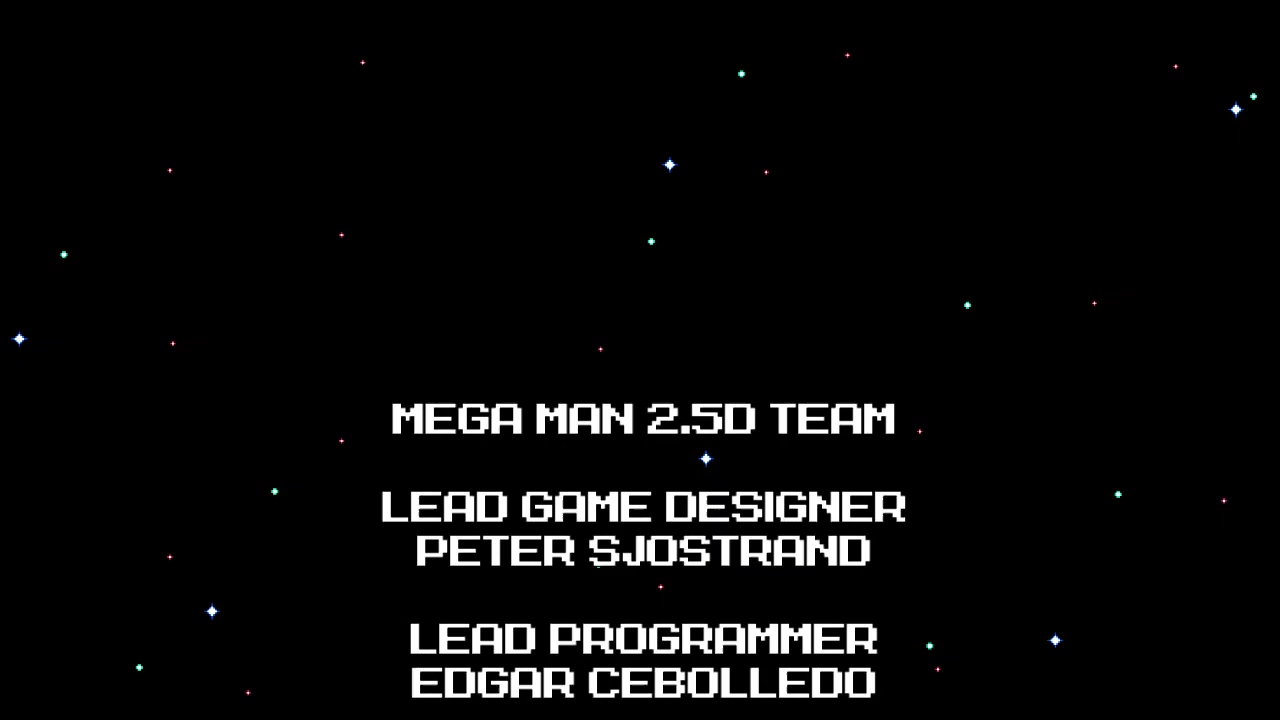 MEGA MAN 2.5D TEAM
LEAD GAME DESIGNER
PETER SJOSTRAND
LEAD PROGRAMMER
EDGAR CEBOLLEDO